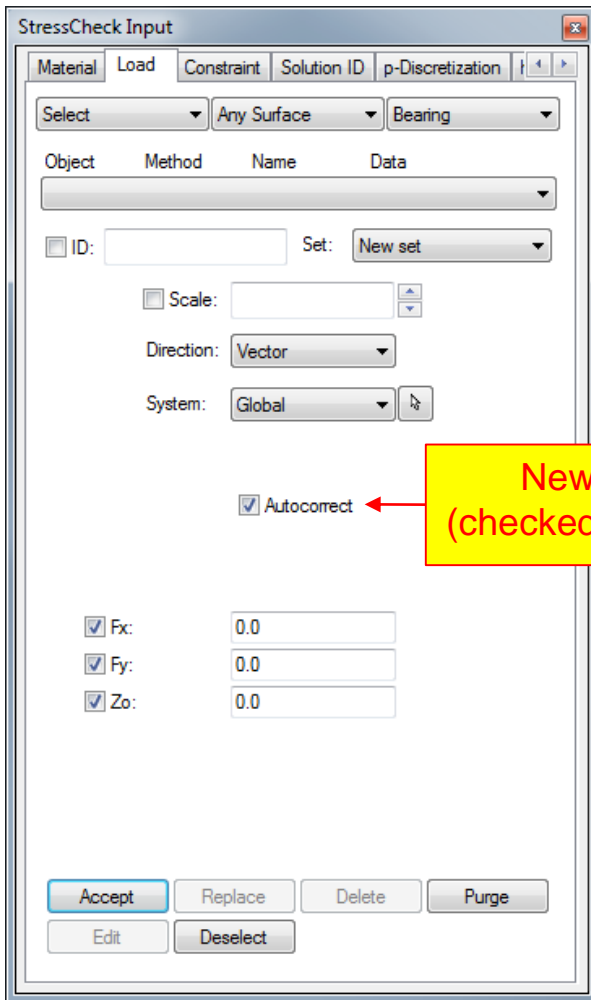 StressCheck Input
Material Load Constraint Solution ID p-Discretization
Select Any Surface Bearing
Object Method Name Data
ID: Set: New set
Scale:
Direction: Vector
System: Global
New
Autocorrect
(checked
Fx: 0.0
Fy: 0.0
Zo: 0.0
Accept Replace Delete Purge
Edit Deselect